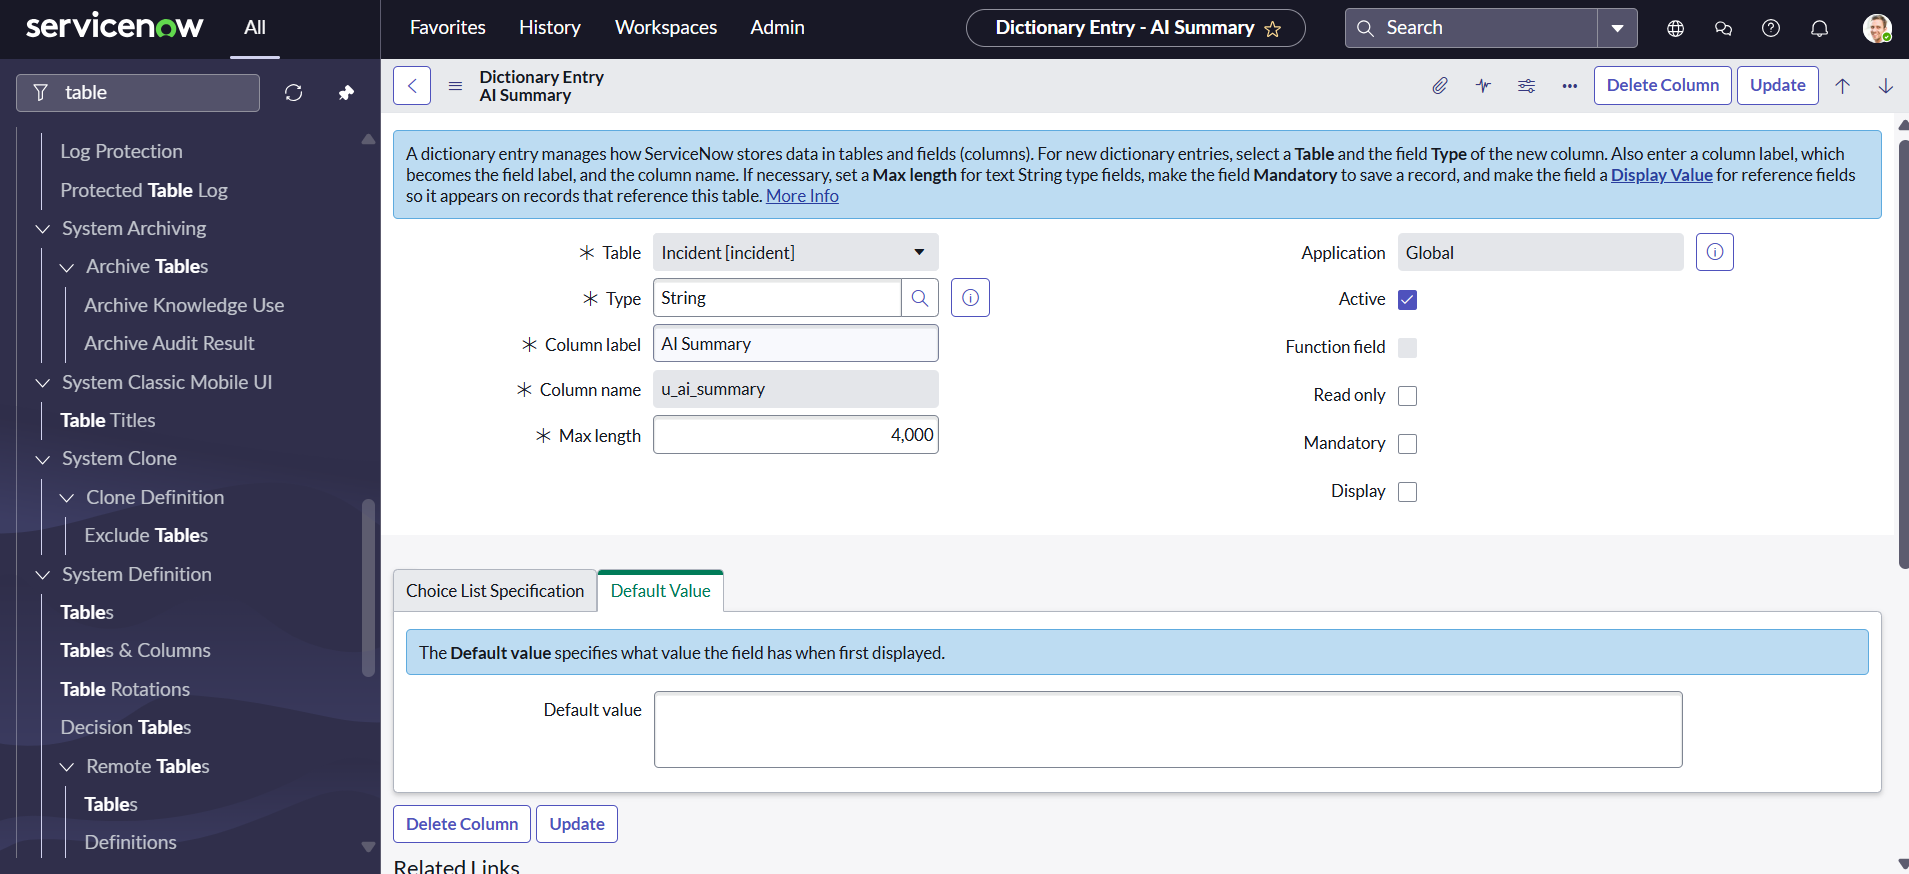 servicenow
All
Favorites
History
Workspaces
Admin
Dictionary Entry - AI Summary
Search
table
Log Protection
Protected Table Log
System Archiving
Archive Tables
Archive Knowledge Use
Archive Audit Result
System Classic Mobile UI
Table Titles
System Clone
Clone Definition
Exclude Tables
System Definition
Tables
Tables & Columns
Table Rotations
Decision Tables
Remote Tables
Tables
Definitions
Dictionary Entry
AI Summary
Delete Column
Update
A dictionary entry manages how ServiceNow stores data in tables and fields (columns). For new dictionary entries, select a Table and the field Type of the new column. Also enter a column label, which
becomes the field label, and the column name. If necessary, set a Max length for text String type fields, make the field Mandatory to save a record, and make the field a Display Value for reference fields
so it appears on records that reference this table. More Info
Table
Incident [incident]
Type
String
Column label
AI Summary
Column name
u_ai_summary
Max length
4,000
Application
Global
Active
Function field
Read only
Mandatory
Display
Choice List Specification
Default Value
The Default value specifies what value the field has when first displayed.
Default value
Delete Column
Update
Related Links